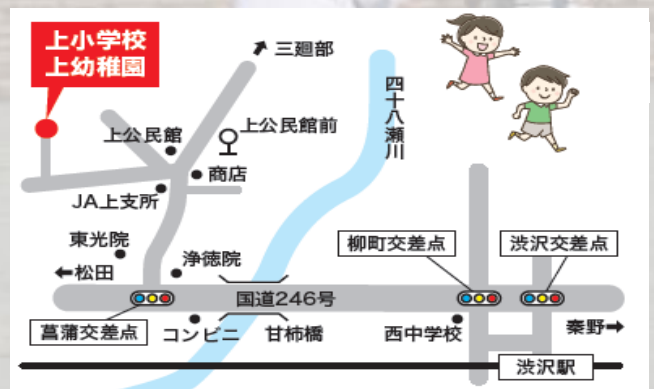 上小学校
上幼稚園
三廻部
四十八瀬川
上公民館
上公民館前
商店
JA上支所
東光院
浄徳院
←松田
柳町交差点
渋沢交差点
国道246号
菖蒲交差点
コンビニ
甘柿橋
西中学校
秦野→
渋沢駅